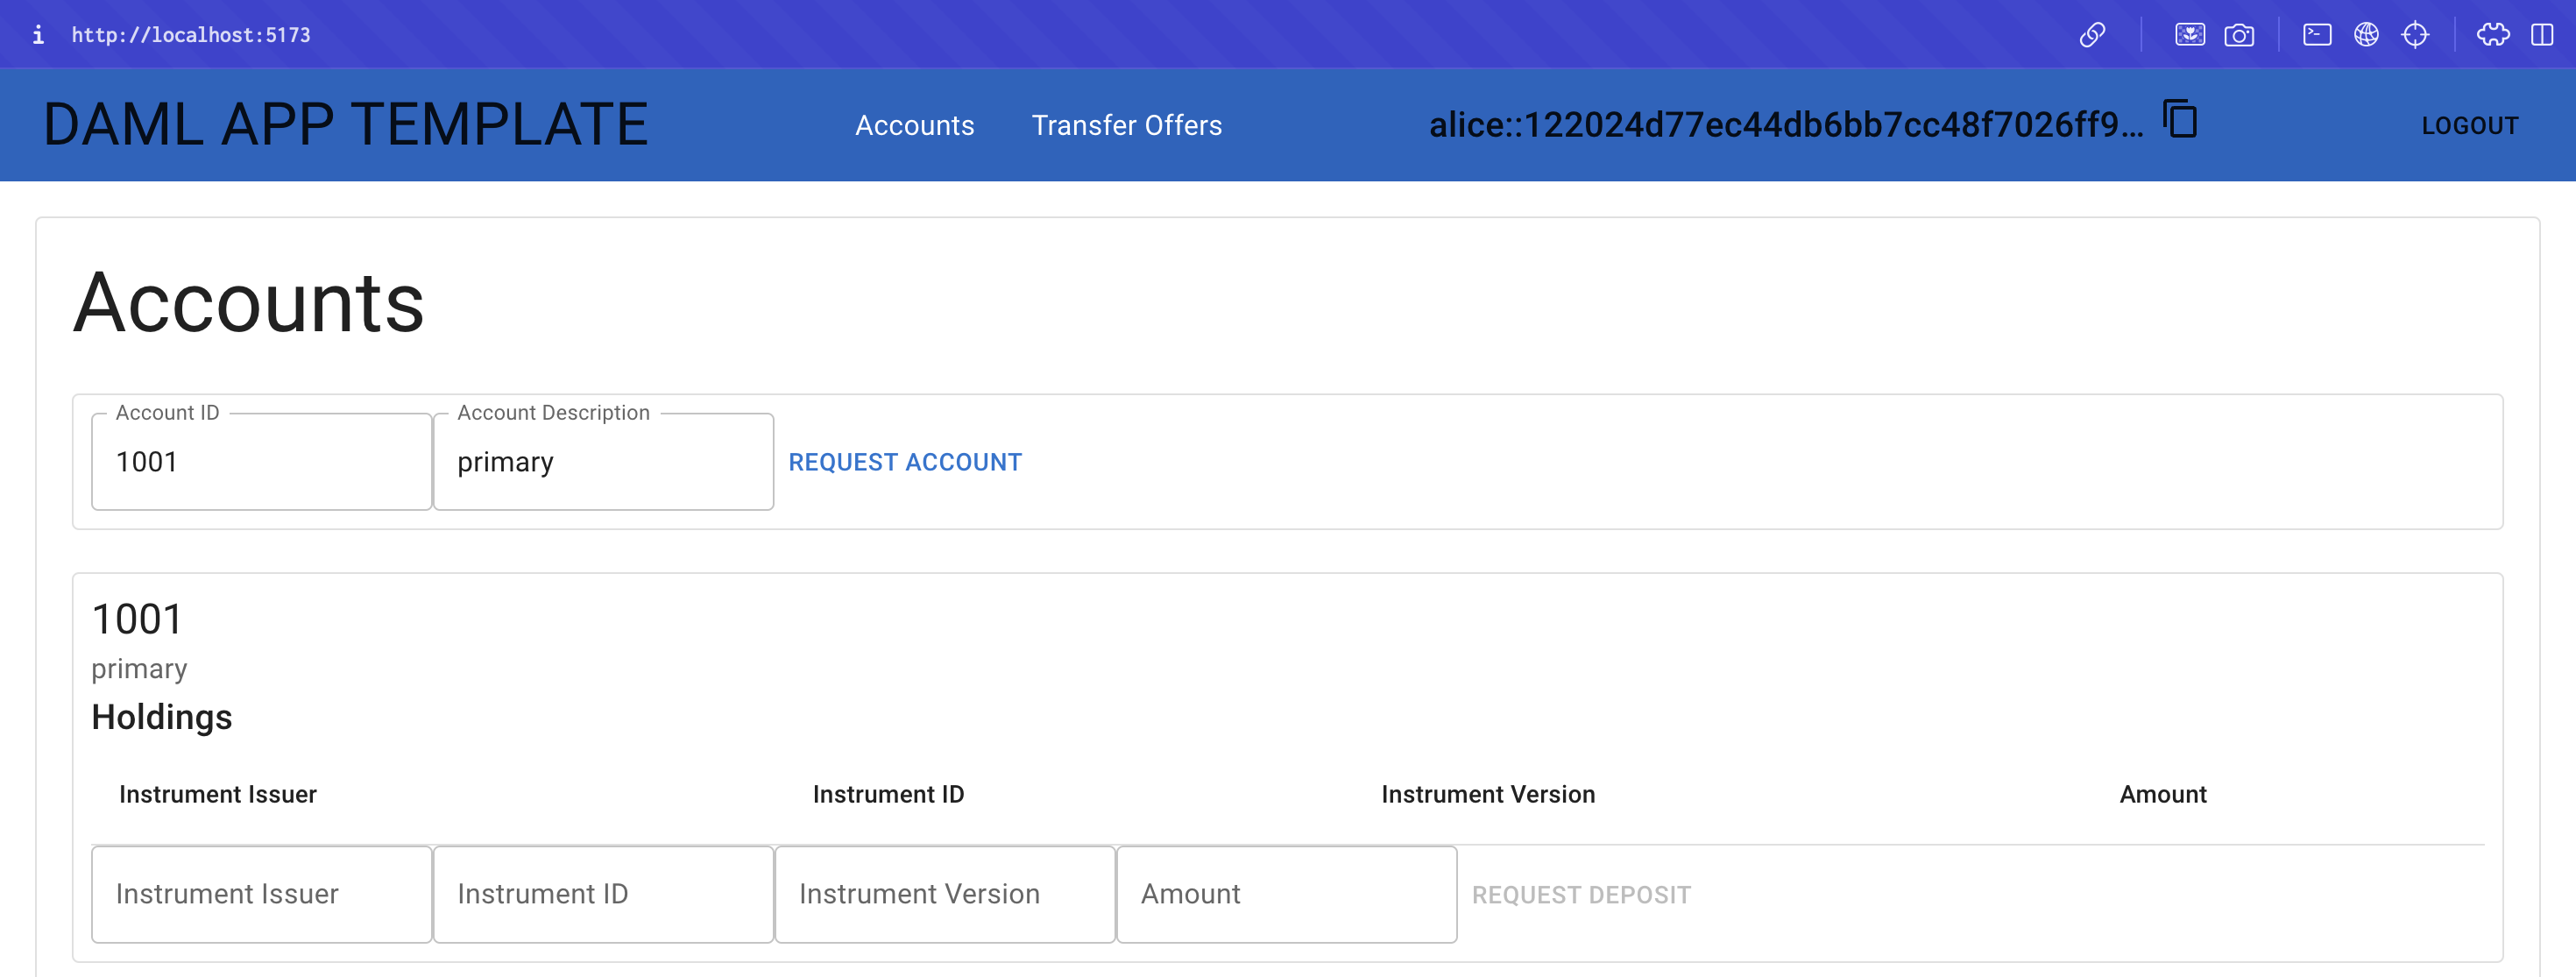 http://localhost:5173
DAML APP TEMPLATE Accounts Transfer Offers alice::122024d77ec44db6bb7cc48f7026ff9... LOGOUT
Accounts
Account ID Account Description
1001 primary REQUEST ACCOUNT
1001
primary
Holdings
Instrument Issuer Instrument ID Instrument Version Amount
Instrument Issuer Instrument ID Instrument Version Amount REQUEST DEPOSIT